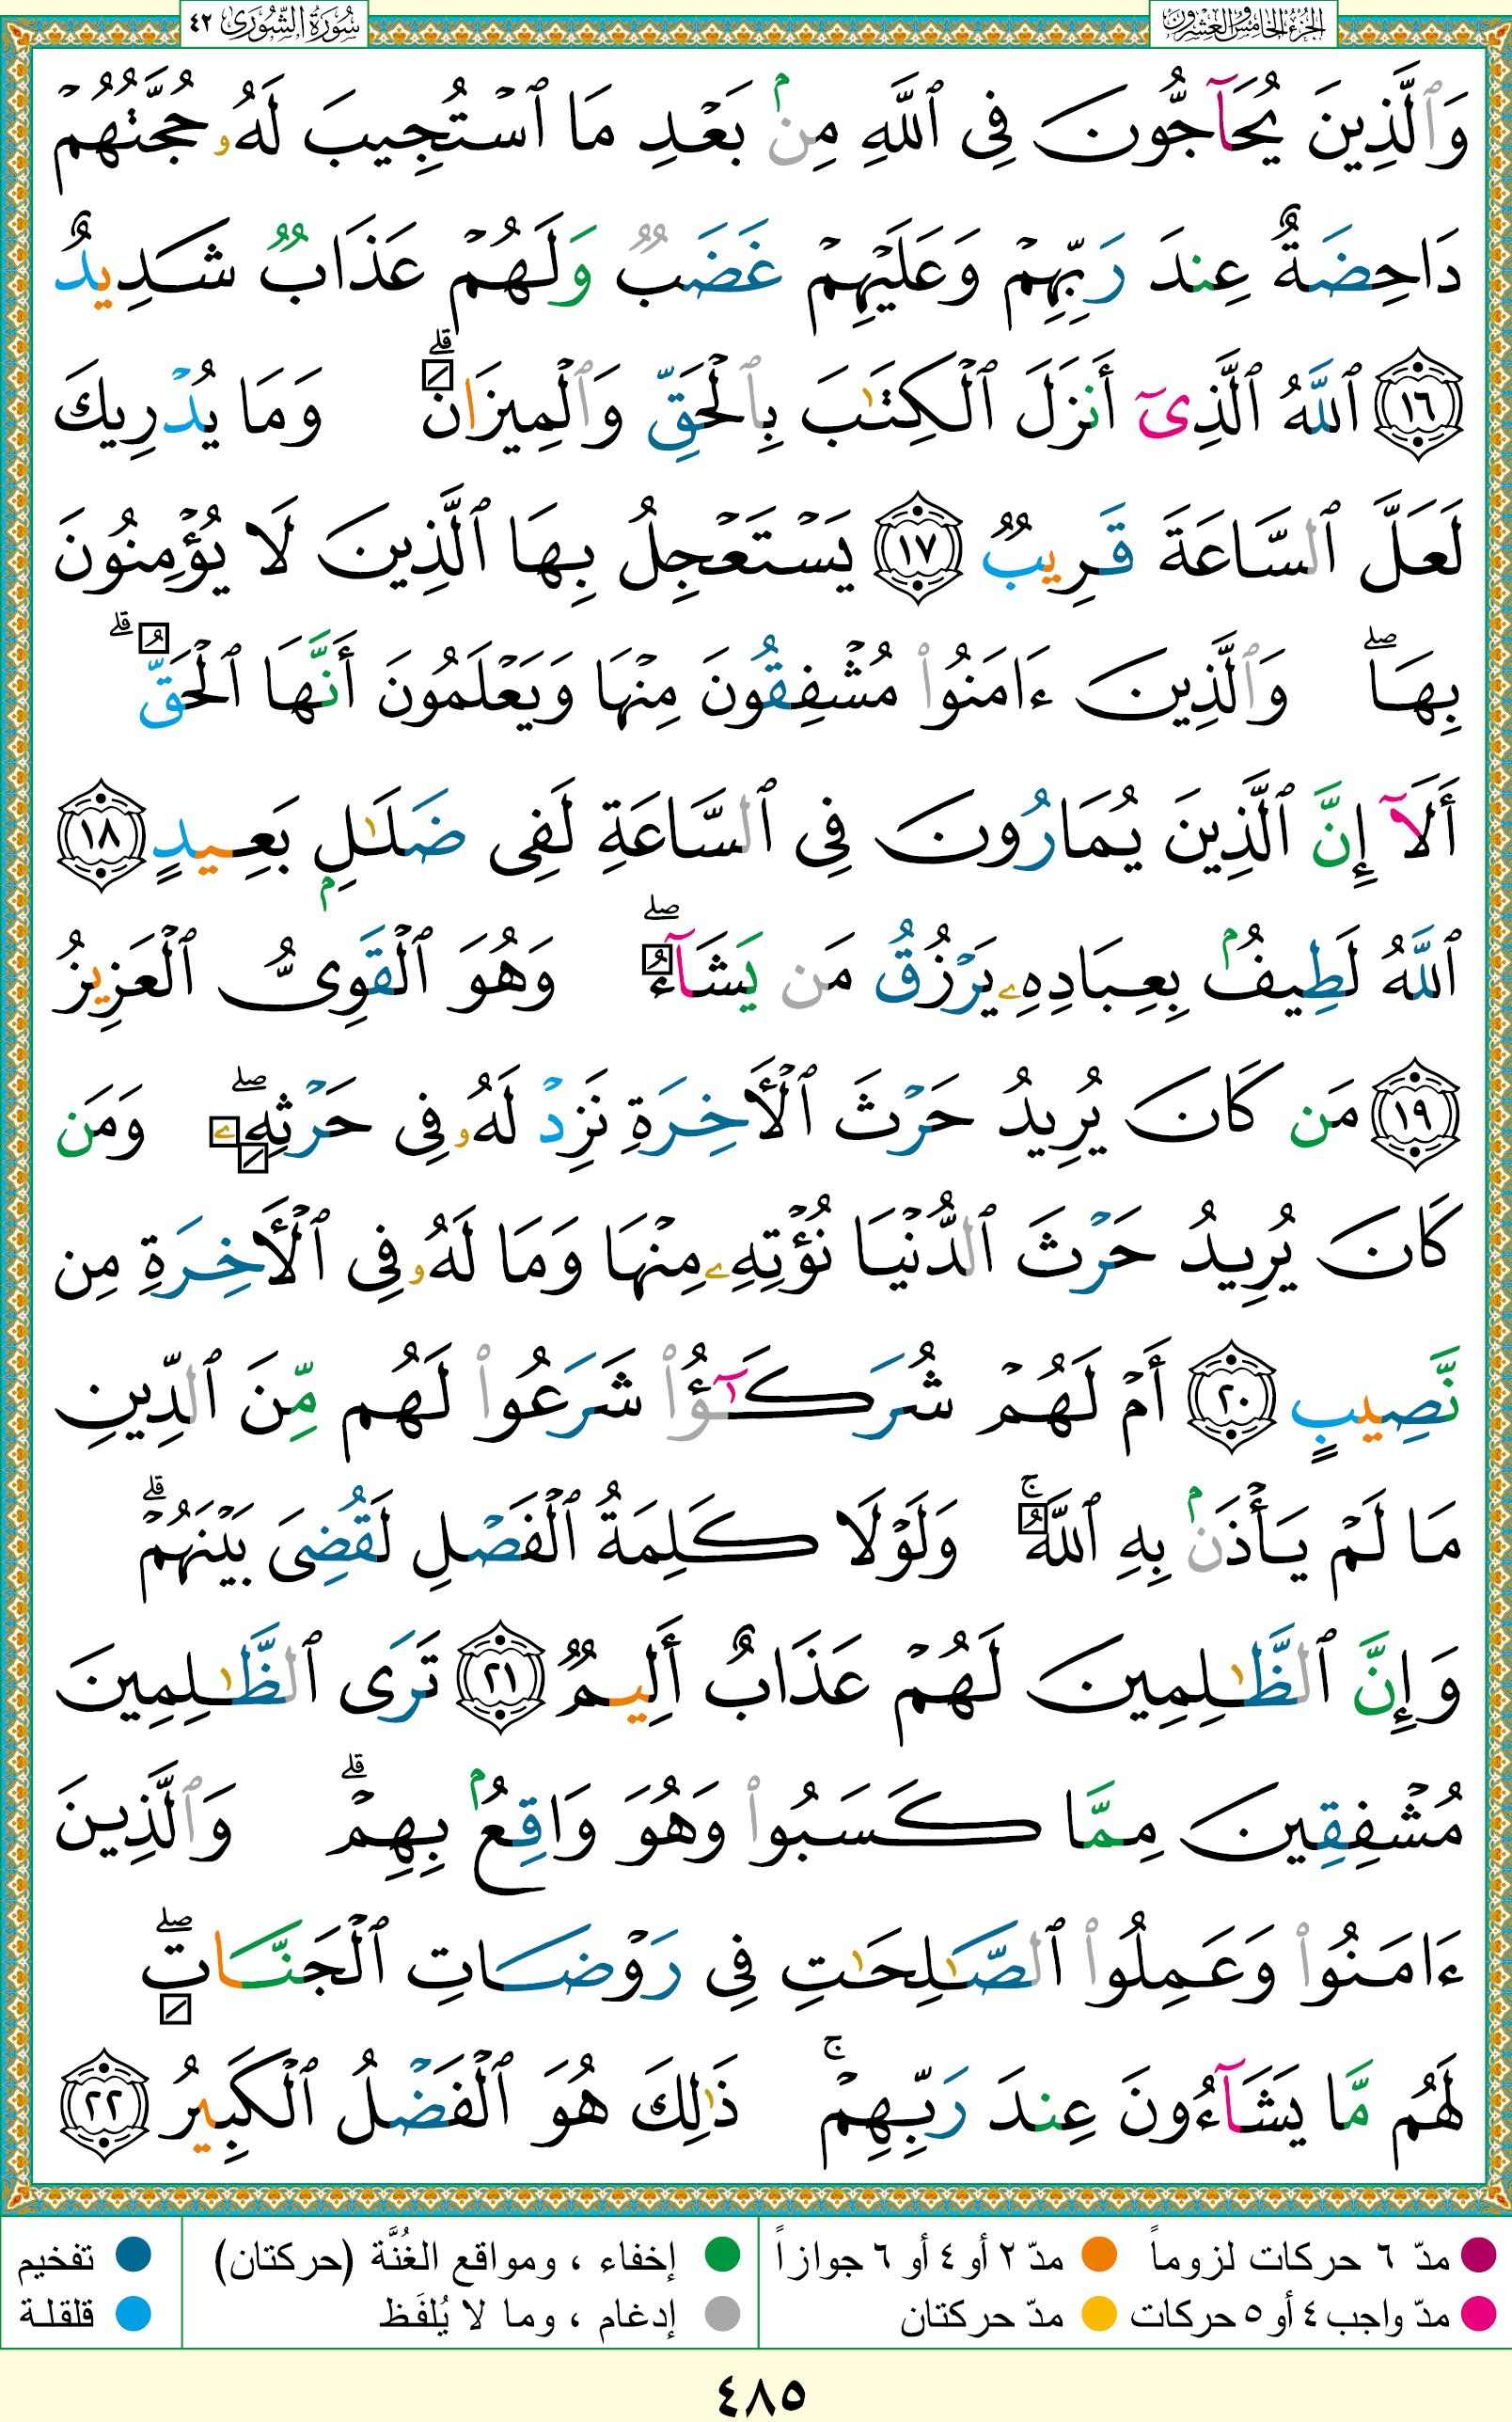 الجزء الخامس والعشرون
سورة الشورى ٤٢
وَٱلَّذِينَ يُحَآجُّونَ فِى ٱللَّهِ مِنۢ بَعۡدِ مَا ٱسۡتُجِيبَ لَهُۥ حُجَّتُهُمۡ
دَاحِضَةٌ عِندَ رَبِّهِمۡ وَعَلَيۡهِمۡ غَضَبٌ وَلَهُمۡ عَذَابٌ شَدِيدٌ
١٦ ٱللَّهُ ٱلَّذِىٓ أَنزَلَ ٱلۡكِتَٰبَ بِٱلۡحَقِّ وَٱلۡمِيزَانَۗ وَمَا يُدۡرِيكَ
لَعَلَّ ٱلسَّاعَةَ قَرِيبٌ ١٧ يَسۡتَعۡجِلُ بِهَا ٱلَّذِينَ لَا يُؤۡمِنُونَ
بِهَاۖ وَٱلَّذِينَ ءَامَنُوا۟ مُشۡفِقُونَ مِنۡهَا وَيَعۡلَمُونَ أَنَّهَا ٱلۡحَقُّۗ
أَلَآ إِنَّ ٱلَّذِينَ يُمَارُونَ فِى ٱلسَّاعَةِ لَفِى ضَلَٰلِۭ بَعِيدٍ ١٨
ٱللَّهُ لَطِيفُۢ بِعِبَادِهِۦ يَرۡزُقُ مَن يَشَآءُۖ وَهُوَ ٱلۡقَوِىُّ ٱلۡعَزِيزُ
١٩ مَن كَانَ يُرِيدُ حَرۡثَ ٱلۡأَخِرَةِ نَزِدۡ لَهُۥ فِى حَرۡثِهِۦۖ وَمَن
كَانَ يُرِيدُ حَرۡثَ ٱلدُّنۡيَا نُؤۡتِهِۦ مِنۡهَا وَمَا لَهُۥ فِى ٱلۡأَخِرَةِ مِن
نَّصِيبٍ ٢٠ أَمۡ لَهُمۡ شُرَكَٰٓؤُا۟ شَرَعُوا۟ لَهُم مِّنَ ٱلدِّينِ
مَا لَمۡ يَأۡذَنۢ بِهِ ٱللَّهُۚ وَلَوۡلَا كَلِمَةُ ٱلۡفَصۡلِ لَقُضِىَ بَيۡنَهُمۡۗ
وَإِنَّ ٱلظَّٰلِمِينَ لَهُمۡ عَذَابٌ أَلِيمٌ ٢١ تَرَى ٱلظَّٰلِمِينَ
مُشۡفِقِينَ مِمَّا كَسَبُوا۟ وَهُوَ وَاقِعُۢ بِهِمۡۗ وَٱلَّذِينَ
ءَامَنُوا۟ وَعَمِلُوا۟ ٱلصَّٰلِحَٰتِ فِى رَوۡضَاتِ ٱلۡجَنَّاتِۖ
لَهُم مَّا يَشَآءُونَ عِندَ رَبِّهِمۡۚ ذَٰلِكَ هُوَ ٱلۡفَضۡلُ ٱلۡكَبِيرُ ٢٢
مدّ ٦ حركات لزوماً مدّ ٢ أو ٤ أو ٦ جوازاً إخفاء ، ومواقع الغُنَّة (حركتان) تفخيم
مدّ واجب ٤ أو ٥ حركات مدّ حركتان إدغام ، وما لا يُلفَظ قلقلة
٤٨٥